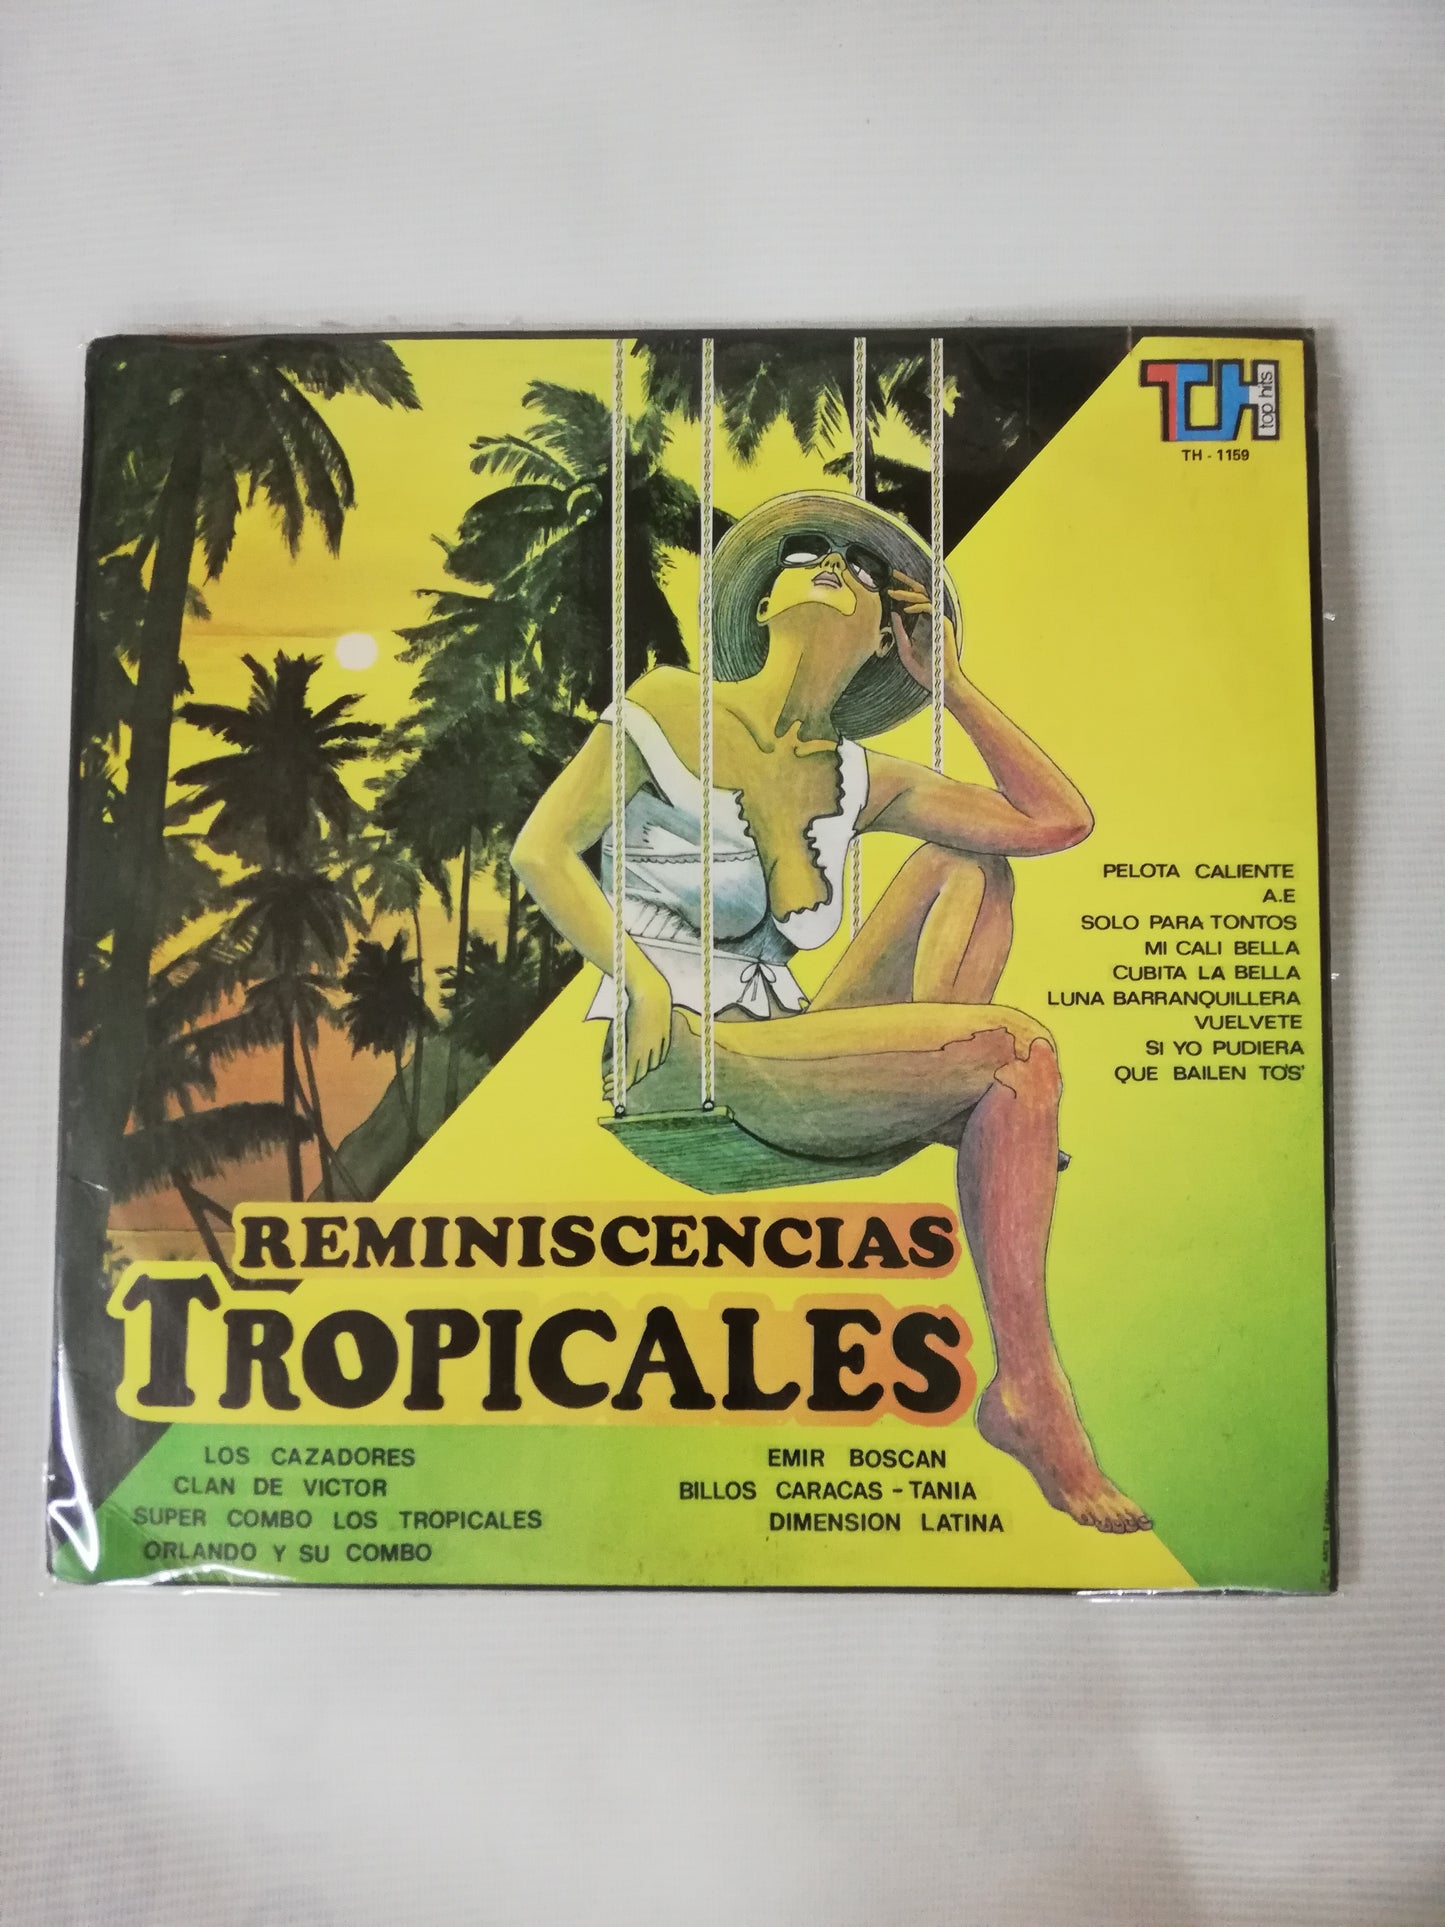 TH
top hits
TH - 1159
PELOTA CALIENTE
A.E
SOLO PARA TONTOS
MI CALI BELLA
CUBITA LA BELLA
LUNA BARRANQUILLERA
VUELVETE
SI YO PUDIERA
QUE BAILEN TO'S'
REMINISCENCIAS
TROPICALES
LOS CAZADORES
CLAN DE VICTOR
SUPER COMBO LOS TROPICALES
ORLANDO Y SU COMBO
EMIR BOSCAN
BILLOS CARACAS - TANIA
DIMENSION LATINA